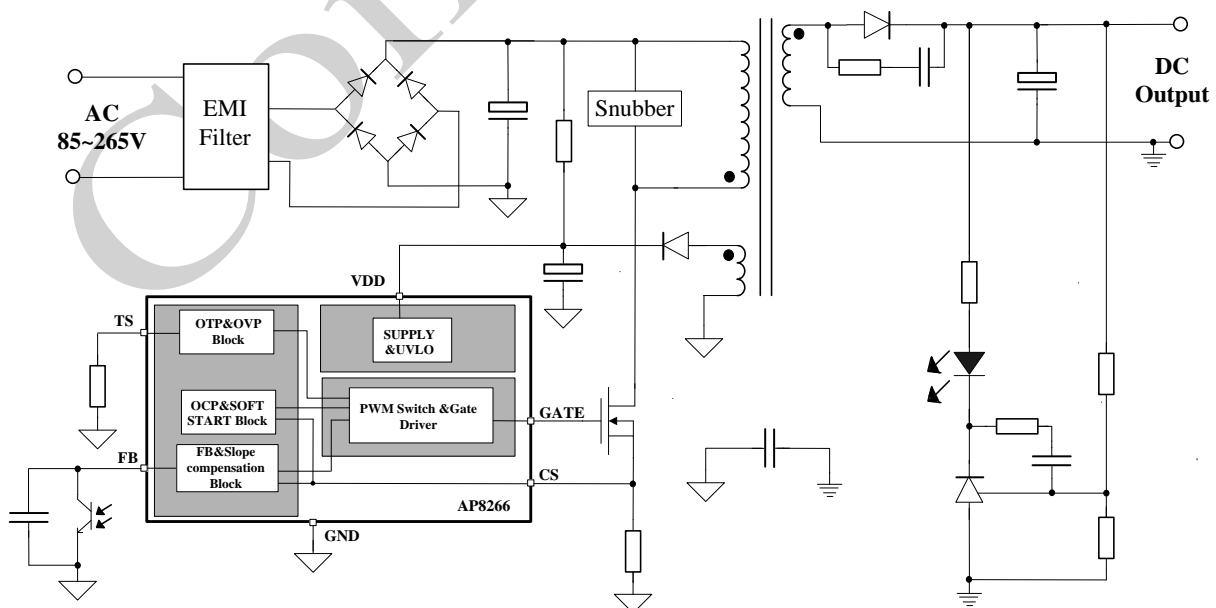 AC
85~265V
EMI
Filter
Snubber
DC
Output
VDD
TS
OTP&OVP
Block
SUPPLY
&UVLO
OCP&SOFT
START Block
PWM Switch &Gate
Driver
GATE
FB
FB&Slope
compensation
Block
CS
AP8266
GND